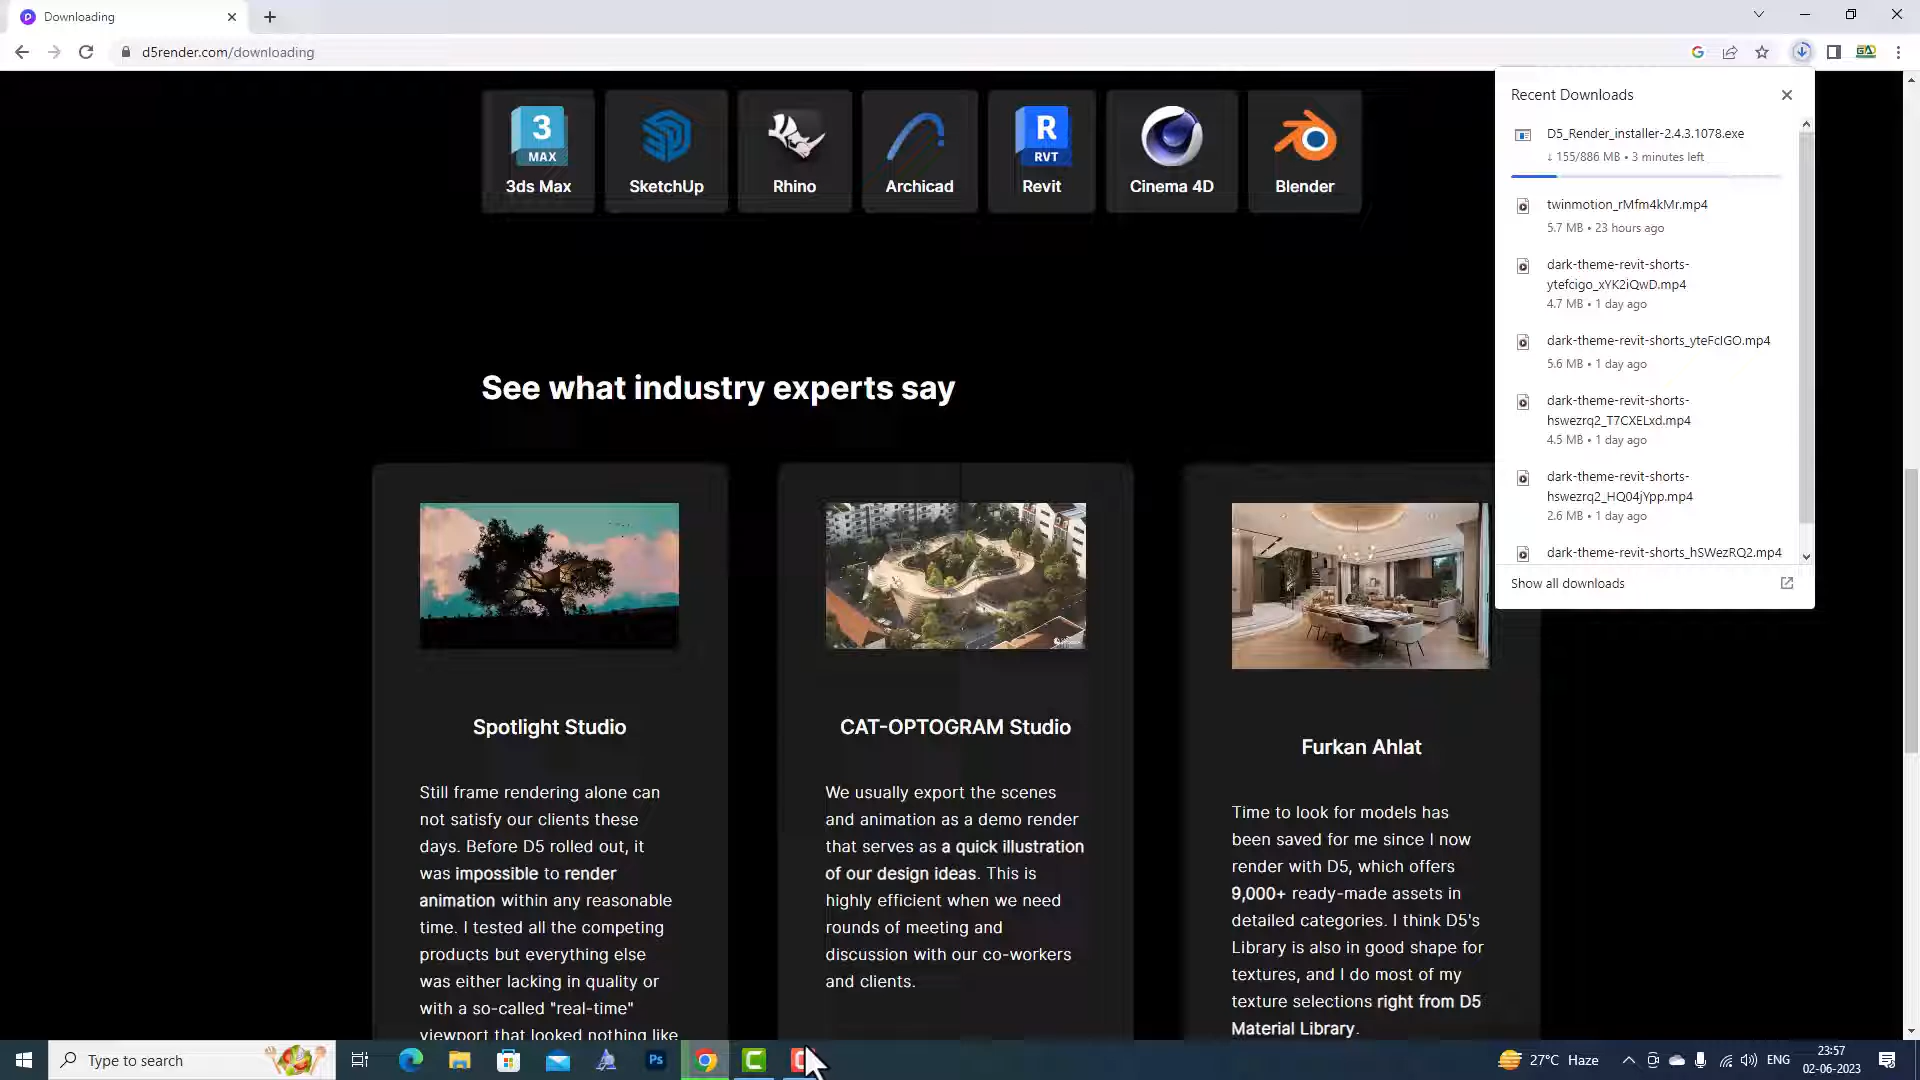 Downloading
d5render.com/downloading
Recent Downloads
D5_Render_installer-2.4.3.1078.exe
↓ 155/886 MB • 3 minutes left
twinmotion_rMfm4kMr.mp4
5.7 MB • 23 hours ago
dark-theme-revit-shorts-
ytefcigo_xYK2iQwD.mp4
4.7 MB • 1 day ago
dark-theme-revit-shorts_yteFcIGO.mp4
5.6 MB • 1 day ago
dark-theme-revit-shorts-
hswezrq2_T7CXELxd.mp4
4.5 MB • 1 day ago
dark-theme-revit-shorts-
hswezrq2_HQ04jYpp.mp4
2.6 MB • 1 day ago
dark-theme-revit-shorts_hSWezRQ2.mp4
Show all downloads
3
MAX
3ds Max
SketchUp
Rhino
Archicad
R
RVT
Revit
Cinema 4D
Blender
See what industry experts say
Spotlight Studio
Still frame rendering alone can
not satisfy our clients these
days. Before D5 rolled out, it
was impossible to render
animation within any reasonable
time. I tested all the competing
products but everything else
was either lacking in quality or
with a so-called "real-time"
viewport that looked nothing like
CAT-OPTOGRAM Studio
We usually export the scenes
and animation as a demo render
that serves as a quick illustration
of our design ideas. This is
highly efficient when we need
rounds of meeting and
discussion with our co-workers
and clients.
Furkan Ahlat
Time to look for models has
been saved for me since I now
render with D5, which offers
9,000+ ready-made assets in
detailed categories. I think D5's
Library is also in good shape for
textures, and I do most of my
texture selections right from D5
Material Library.
Type to search
Ps
27°C Haze
ENG
23:57
02-06-2023